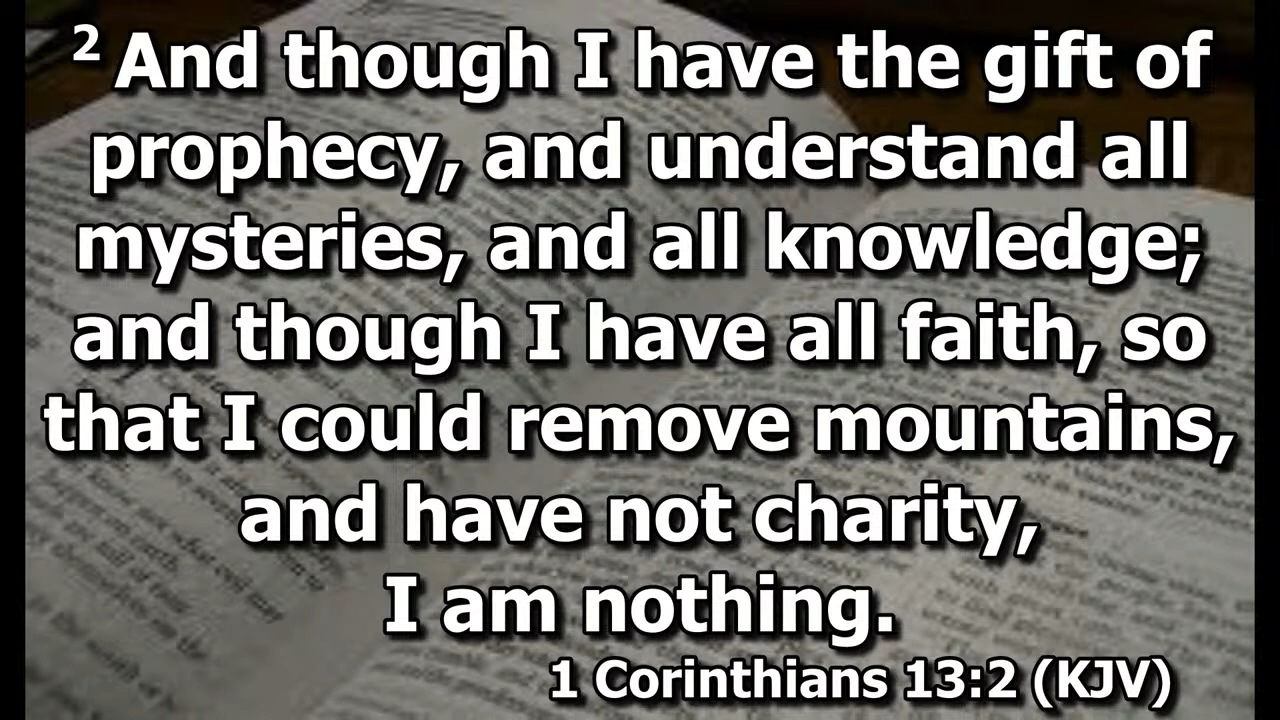 2 And though I have the gift of
prophecy, and understand all
mysteries, and all knowledge;
and though I have all faith, so
that I could remove mountains,
and have not charity,
I am nothing.
1 Corinthians 13:2 (KJV)